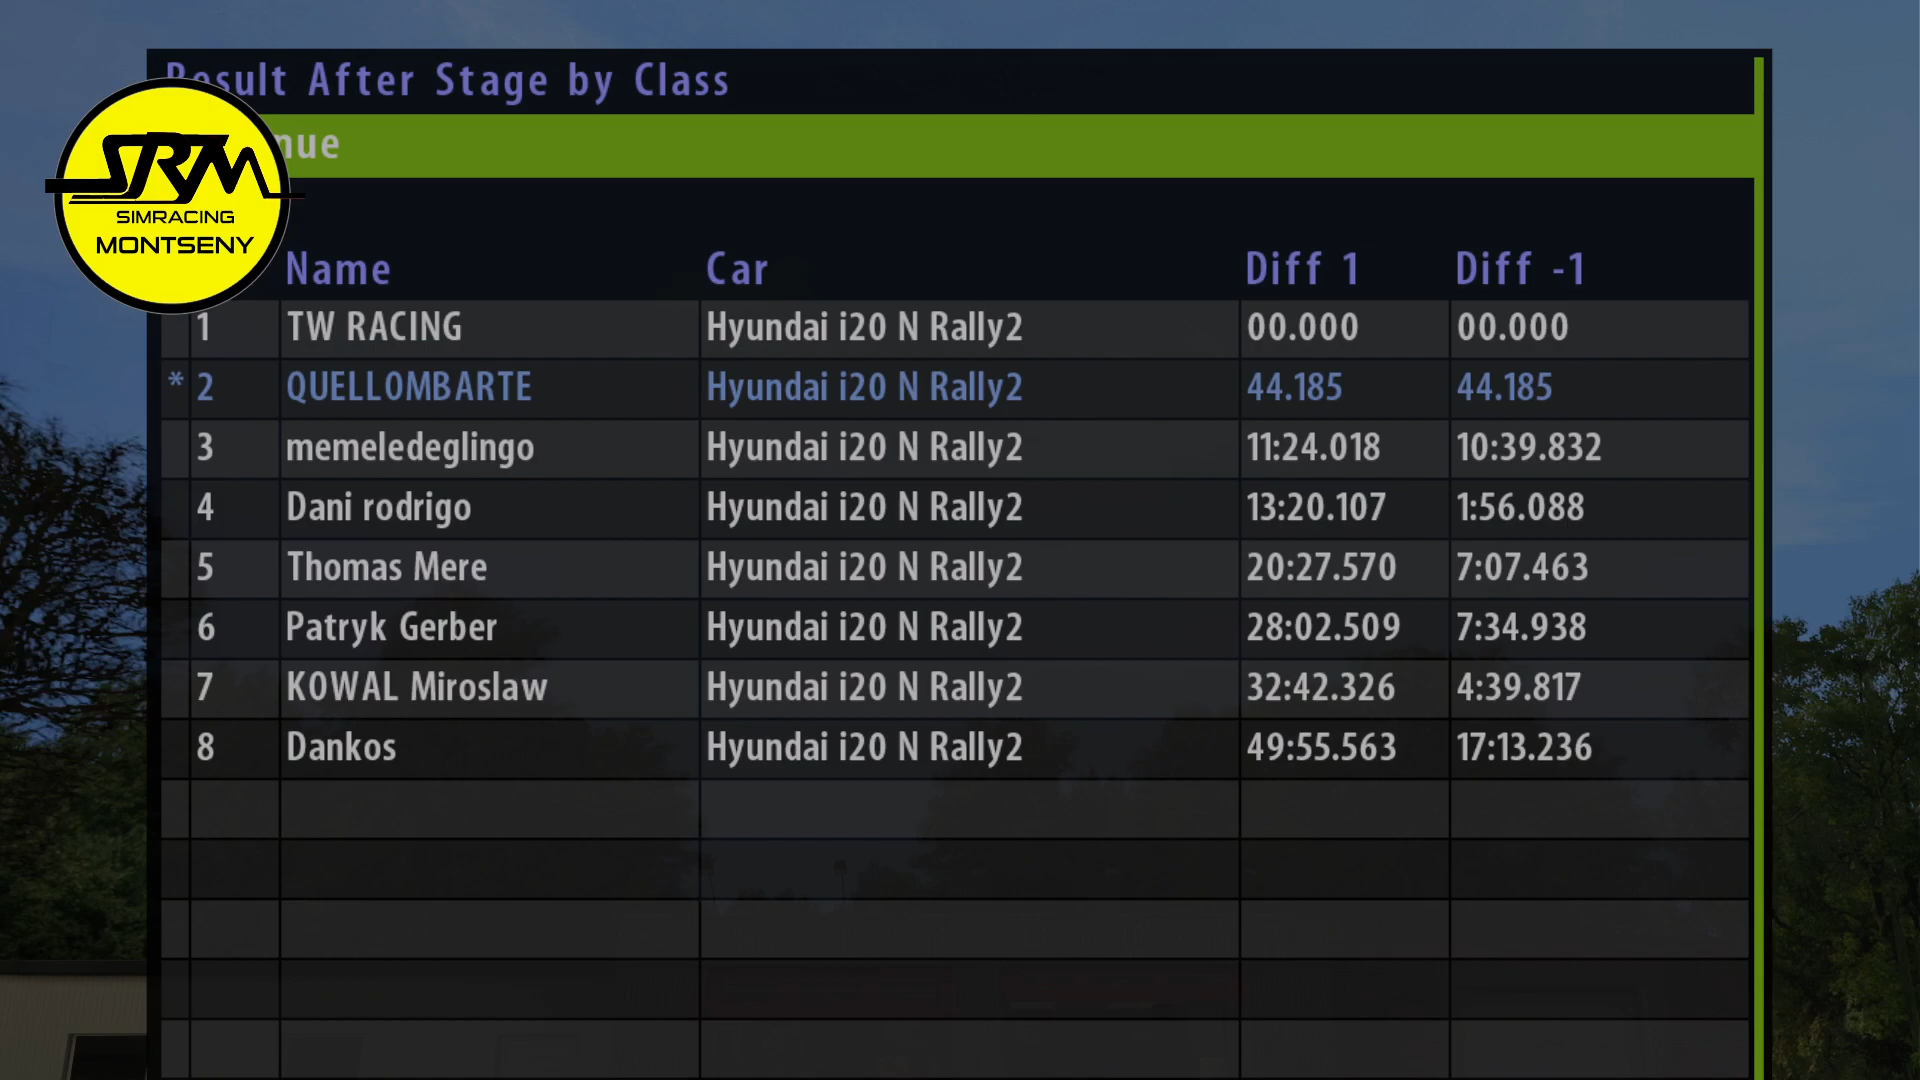 Result After Stage by Class
SRM
SIMRACING
MONTSENY
Name Car Diff 1 Diff -1
1 TW RACING Hyundai i20 N Rally2 00.000 00.000
* 2 QUELLOMBARTE Hyundai i20 N Rally2 44.185 44.185
3 memeledeglingo Hyundai i20 N Rally2 11:24.018 10:39.832
4 Dani rodrigo Hyundai i20 N Rally2 13:20.107 1:56.088
5 Thomas Mere Hyundai i20 N Rally2 20:27.570 7:07.463
6 Patryk Gerber Hyundai i20 N Rally2 28:02.509 7:34.938
7 KOWAL Miroslaw Hyundai i20 N Rally2 32:42.326 4:39.817
8 Dankos Hyundai i20 N Rally2 49:55.563 17:13.236